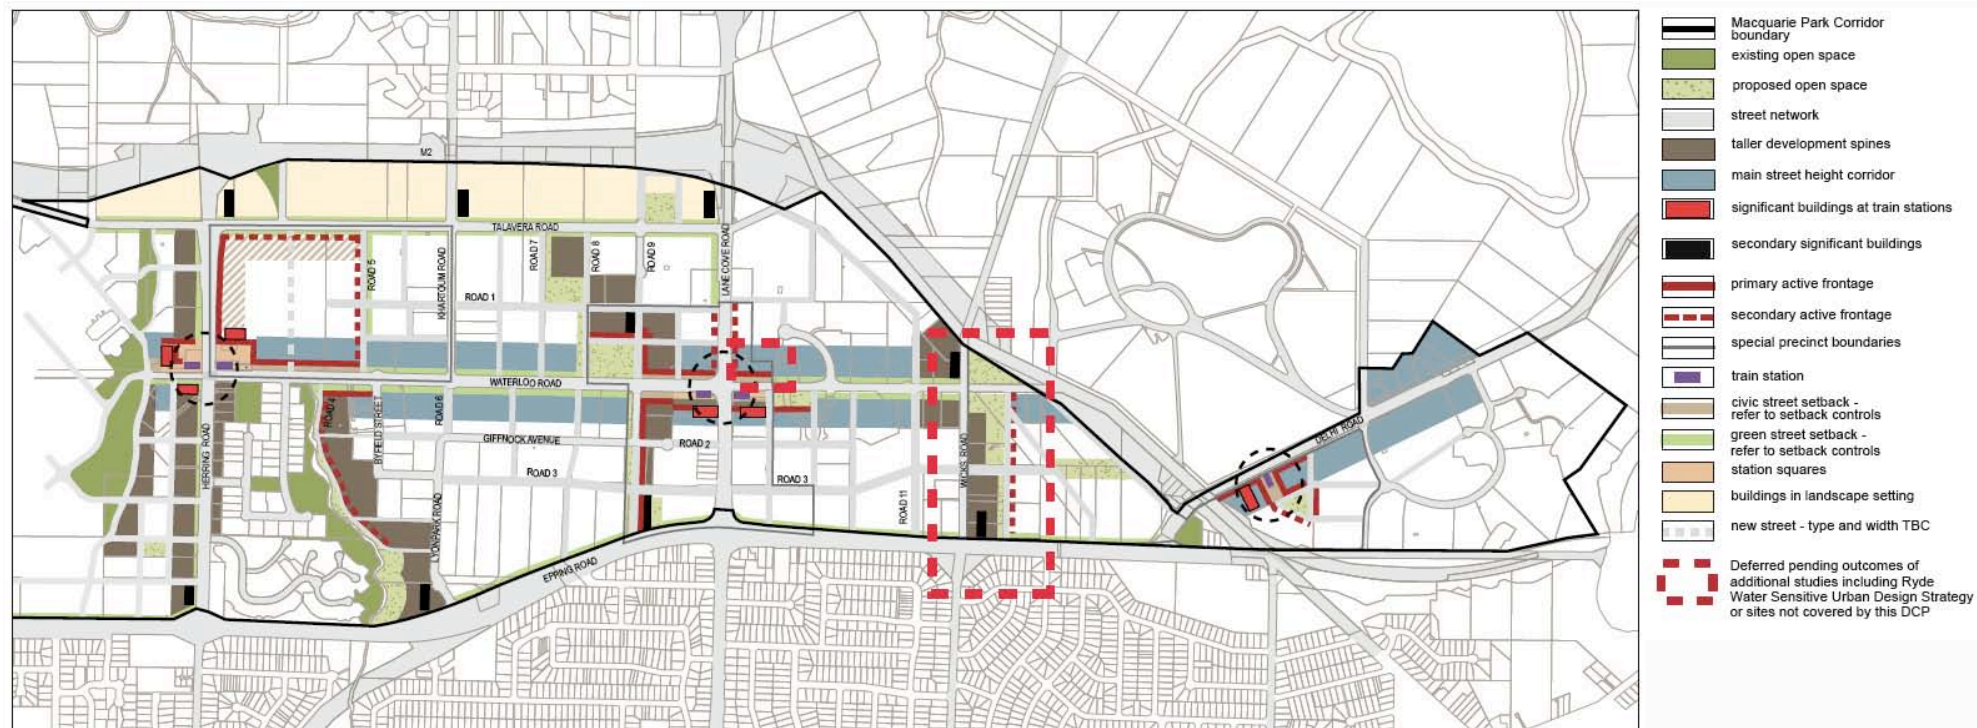 M2
TALAVERA ROAD
ROAD 5
KHARTOUM ROAD
ROAD 1
ROAD 7
ROAD 8
ROAD 9
LANE COVE ROAD
WATERLOO ROAD
HERRING ROAD
ROAD 4
BYFIELD STREET
ROAD 6
GIFFNOCK AVENUE
ROAD 2
ROAD 3
ROAD 3
LYONPARK ROAD
ROAD 11
WICKS ROAD
DELHI ROAD
EPPING ROAD
Macquarie Park Corridor
boundary
existing open space
proposed open space
street network
taller development spines
main street height corridor
significant buildings at train stations
secondary significant buildings
primary active frontage
secondary active frontage
special precinct boundaries
train station
civic street setback -
refer to setback controls
green street setback -
refer to setback controls
station squares
buildings in landscape setting
new street - type and width TBC
Deferred pending outcomes of
additional studies including Ryde
Water Sensitive Urban Design Strategy
or sites not covered by this DCP